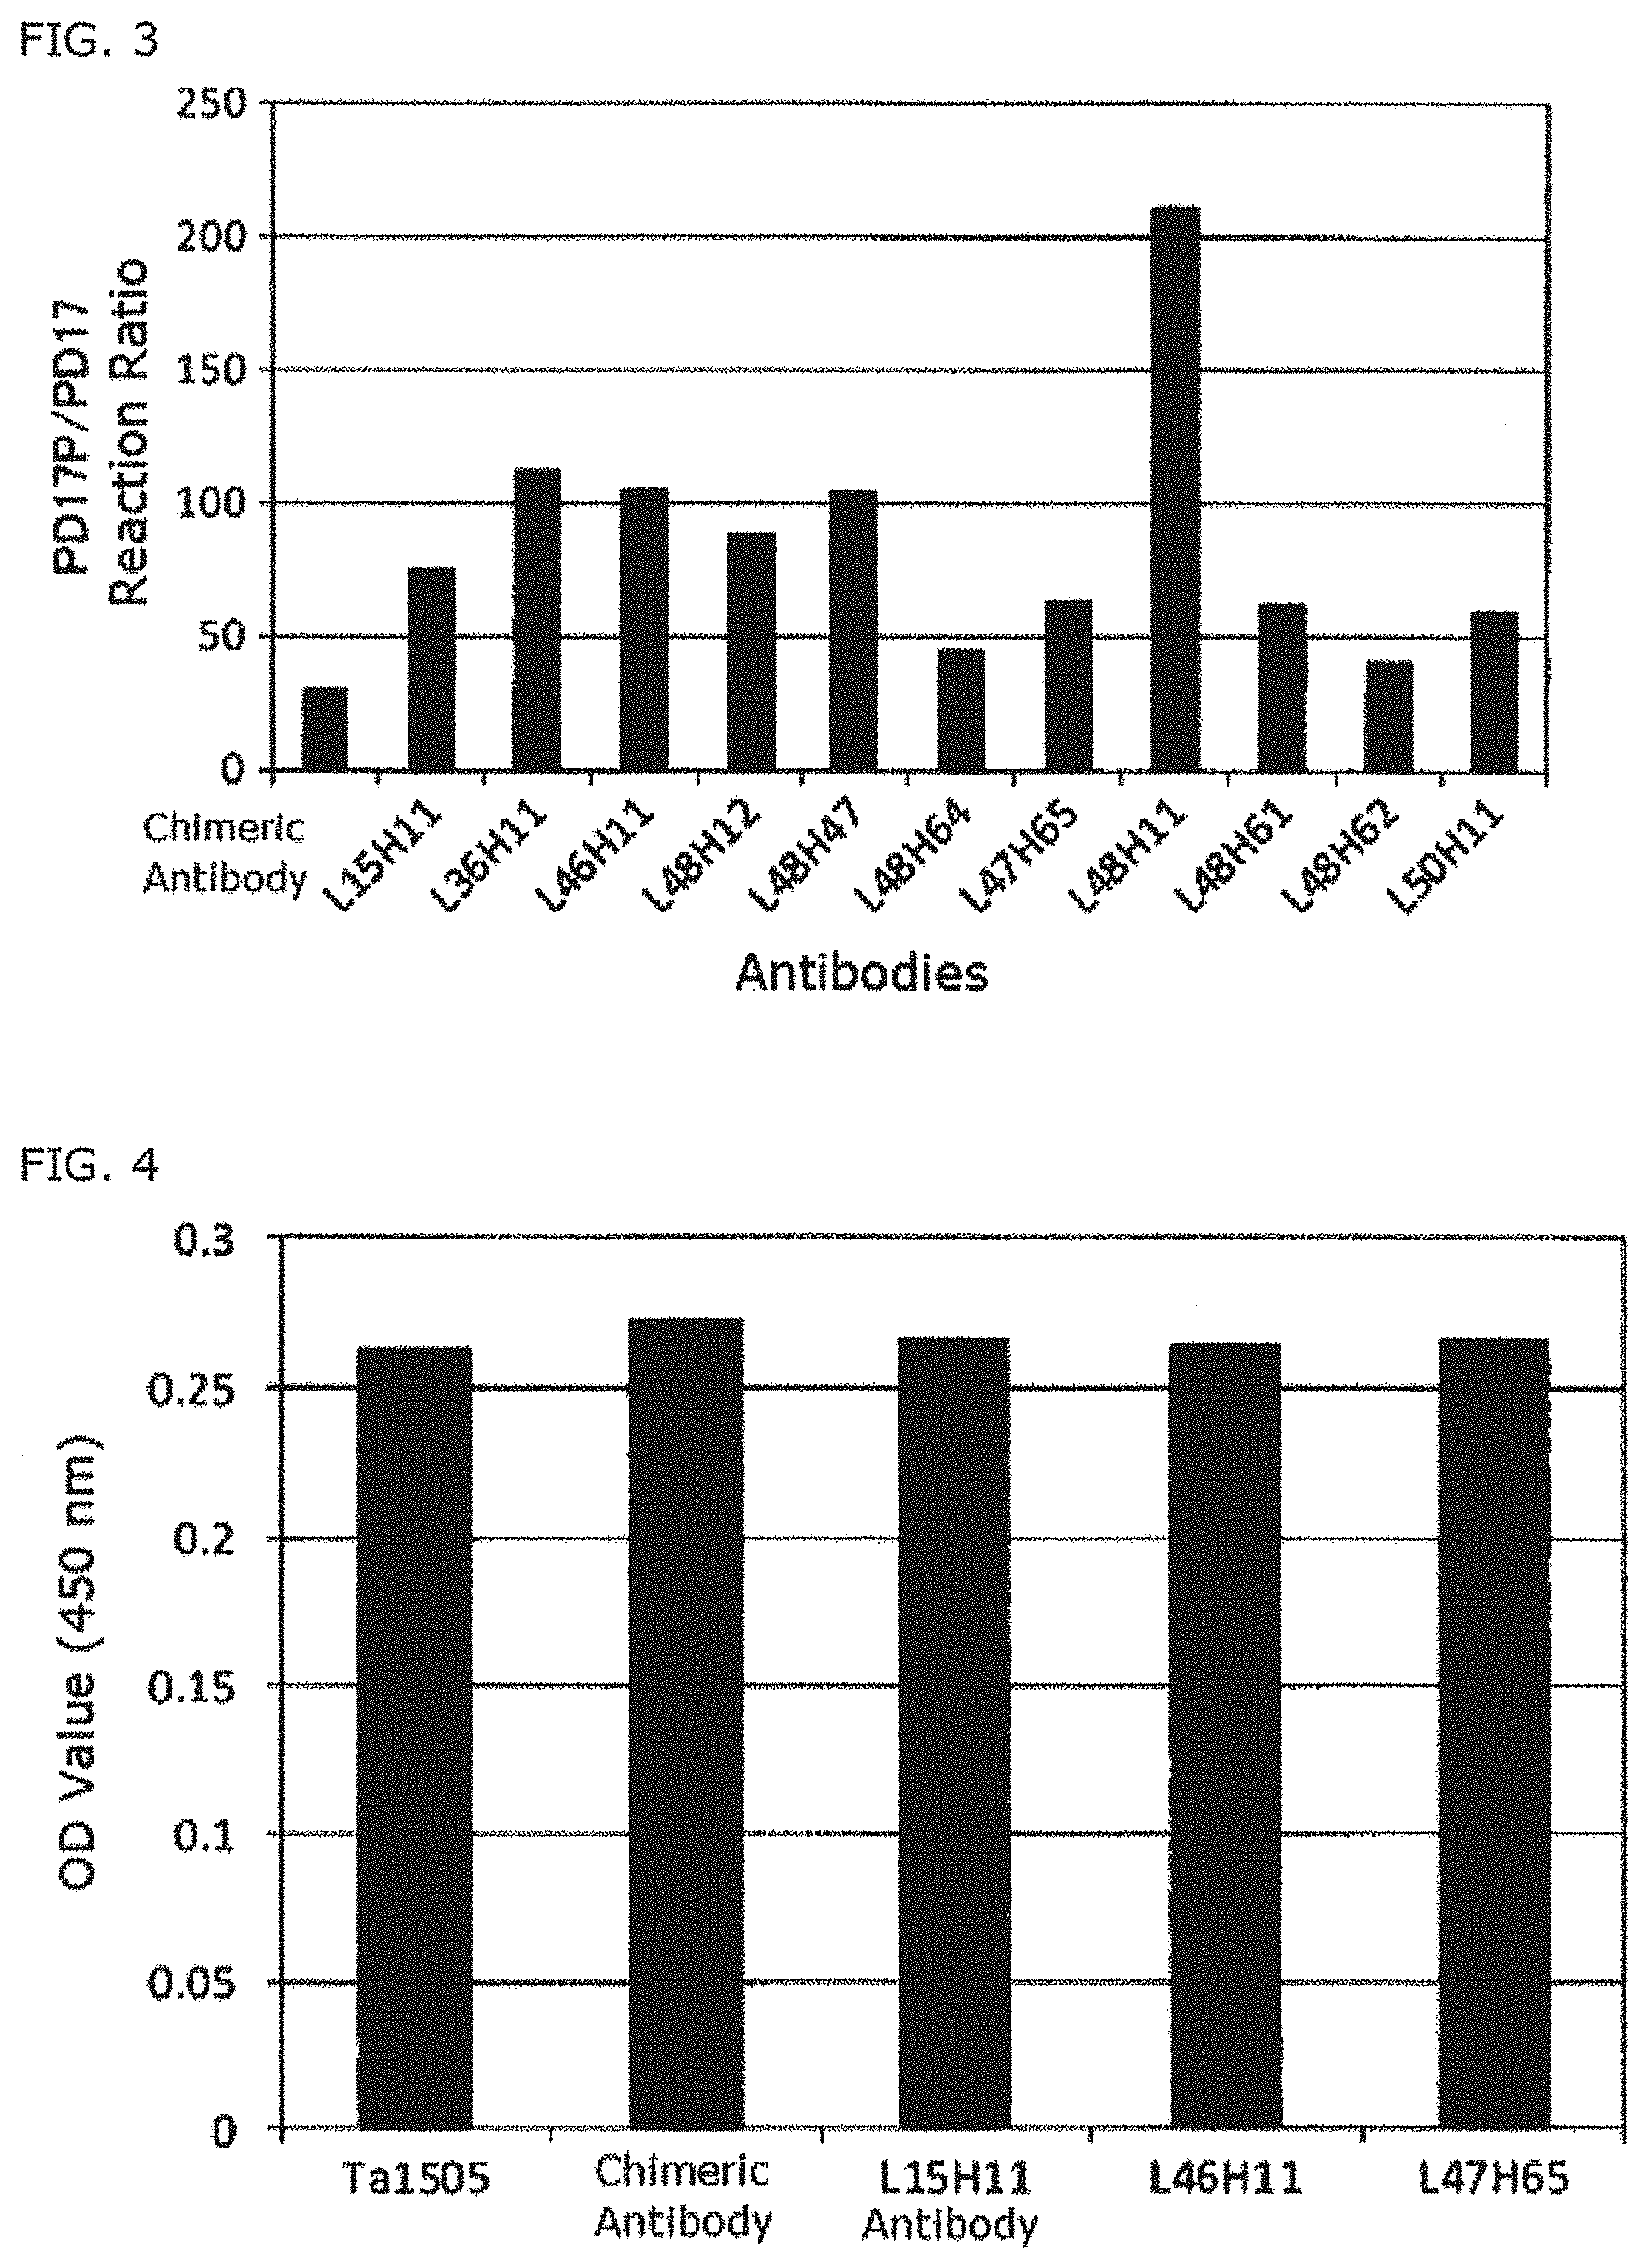 FIG. 3
250
200
150
100
50
0
PD17P/PD17
Reaction Ratio
Chimeric
Antibody
L15H11
L36H11
L46H11
L48H12
L48H47
L48H64
L47H65
L48H11
L48H61
L48H62
L50H11
Antibodies
FIG. 4
0.3
0.25
0.2
0.15
0.1
0.05
0
OD Value (450 nm)
Ta1505
Chimeric
Antibody
L15H11
Antibody
L46H11
L47H65